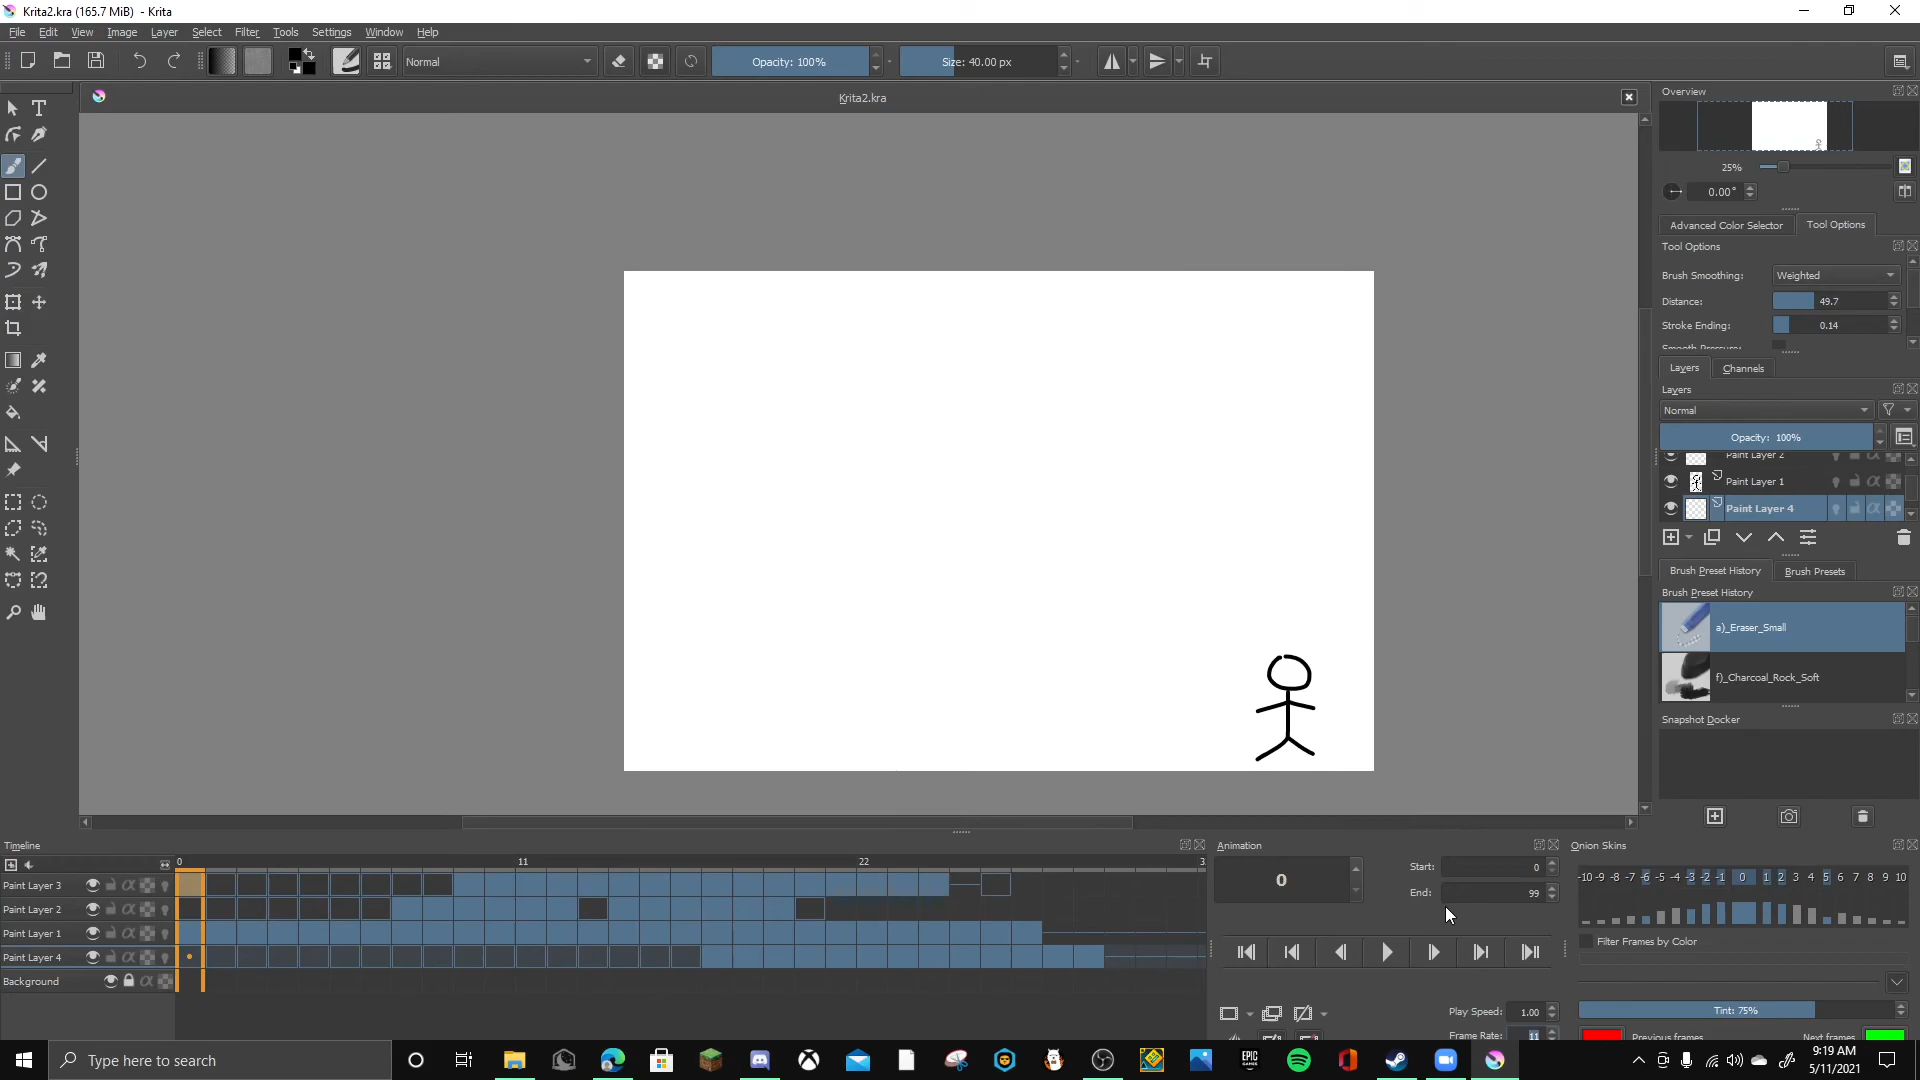 Krita2.kra (165.7 MiB) - Krita
File Edit View Image Layer Select Filter Tools Settings Window Help
Normal Opacity: 100% Size: 40.00 px
Krita2.kra
Overview
25%
0.00°
Advanced Color Selector Tool Options
Tool Options
Brush Smoothing: Weighted
Distance: 49.7
Stroke Ending: 0.14
Smooth Pressure:
Layers Channels
Layers
Normal
Opacity: 100%
Paint Layer 2
Paint Layer 1
Paint Layer 4
Brush Preset History Brush Presets
Brush Preset History
a)_Eraser_Small
f)_Charcoal_Rock_Soft
Snapshot Docker
Timeline
0 11 22 3
Paint Layer 3
Paint Layer 2
Paint Layer 1
Paint Layer 4
Background
Animation
0
Start: 0
End: 99
Play Speed: 1.00
Frame Rate: 11
Onion Skins
-10 -9 -8 -7 -6 -5 -4 -3 -2 -1 0 1 2 3 4 5 6 7 8 9 10
Filter Frames by Color
Tint: 75%
Previous frames Next frames
Type here to search
EPIC GAMES
9:19 AM
5/11/2021